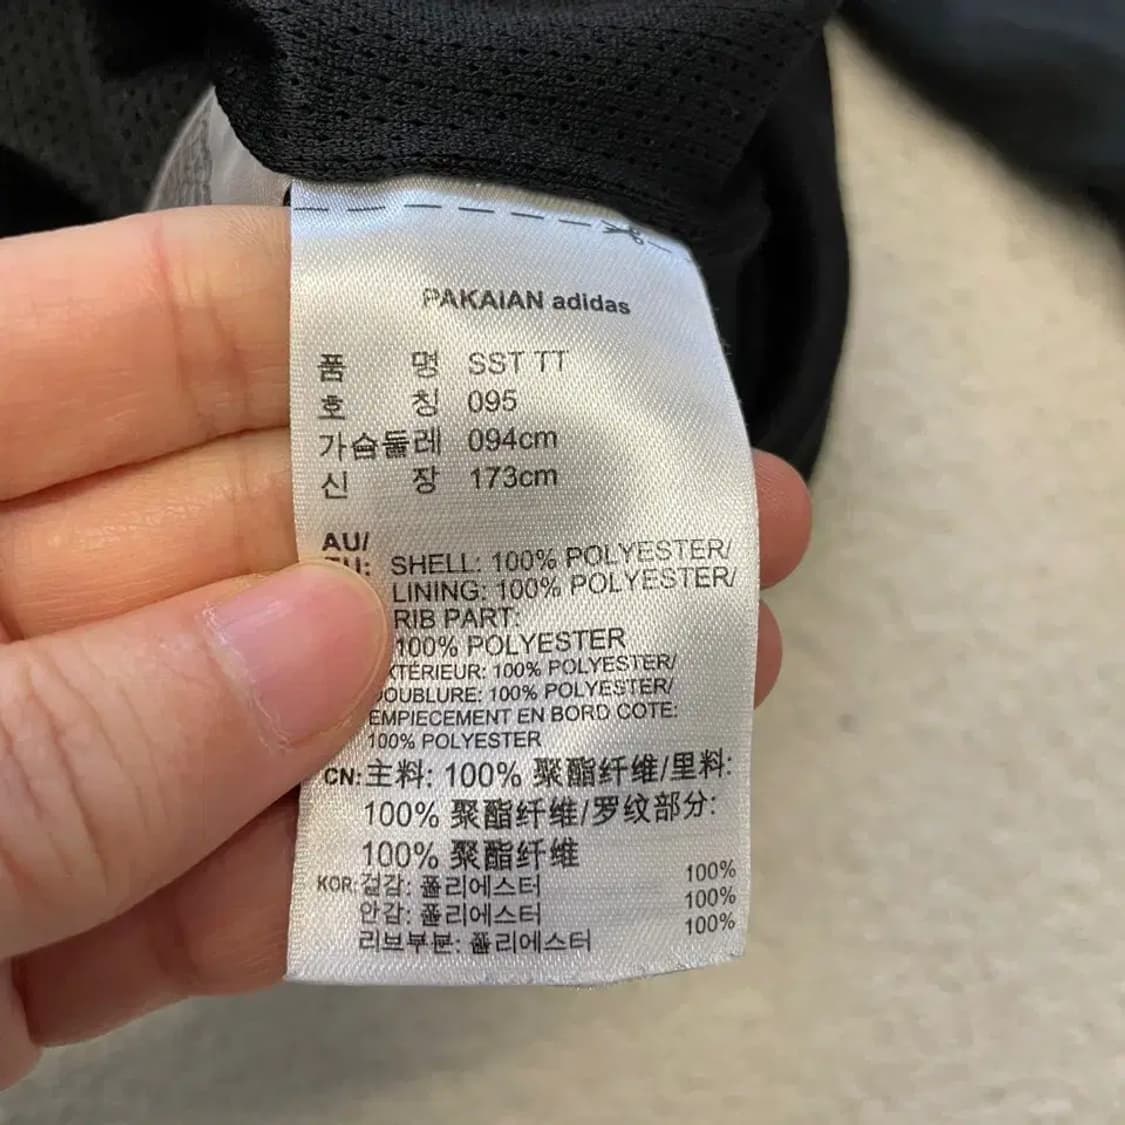 PAKAIAN adidas
품 명 SST TT
호 칭 095
가슴둘레 094cm
신 장 173cm
AU/
SHELL: 100% POLYESTER/
LINING: 100% POLYESTER/
RIB PART:
100% POLYESTER
XTERIEUR: 100% POLYESTER/
DOUBLURE: 100% POLYESTER/
EMPIECEMENT EN BORD COTE:
100% POLYESTER
CN: 主料: 100% 聚酯纤维/里料:
100% 聚酯纤维/罗纹部分:
100% 聚酯纤维
KOR: 겉감: 폴리에스터 100%
안감: 폴리에스터 100%
리브부분: 폴리에스터 100%